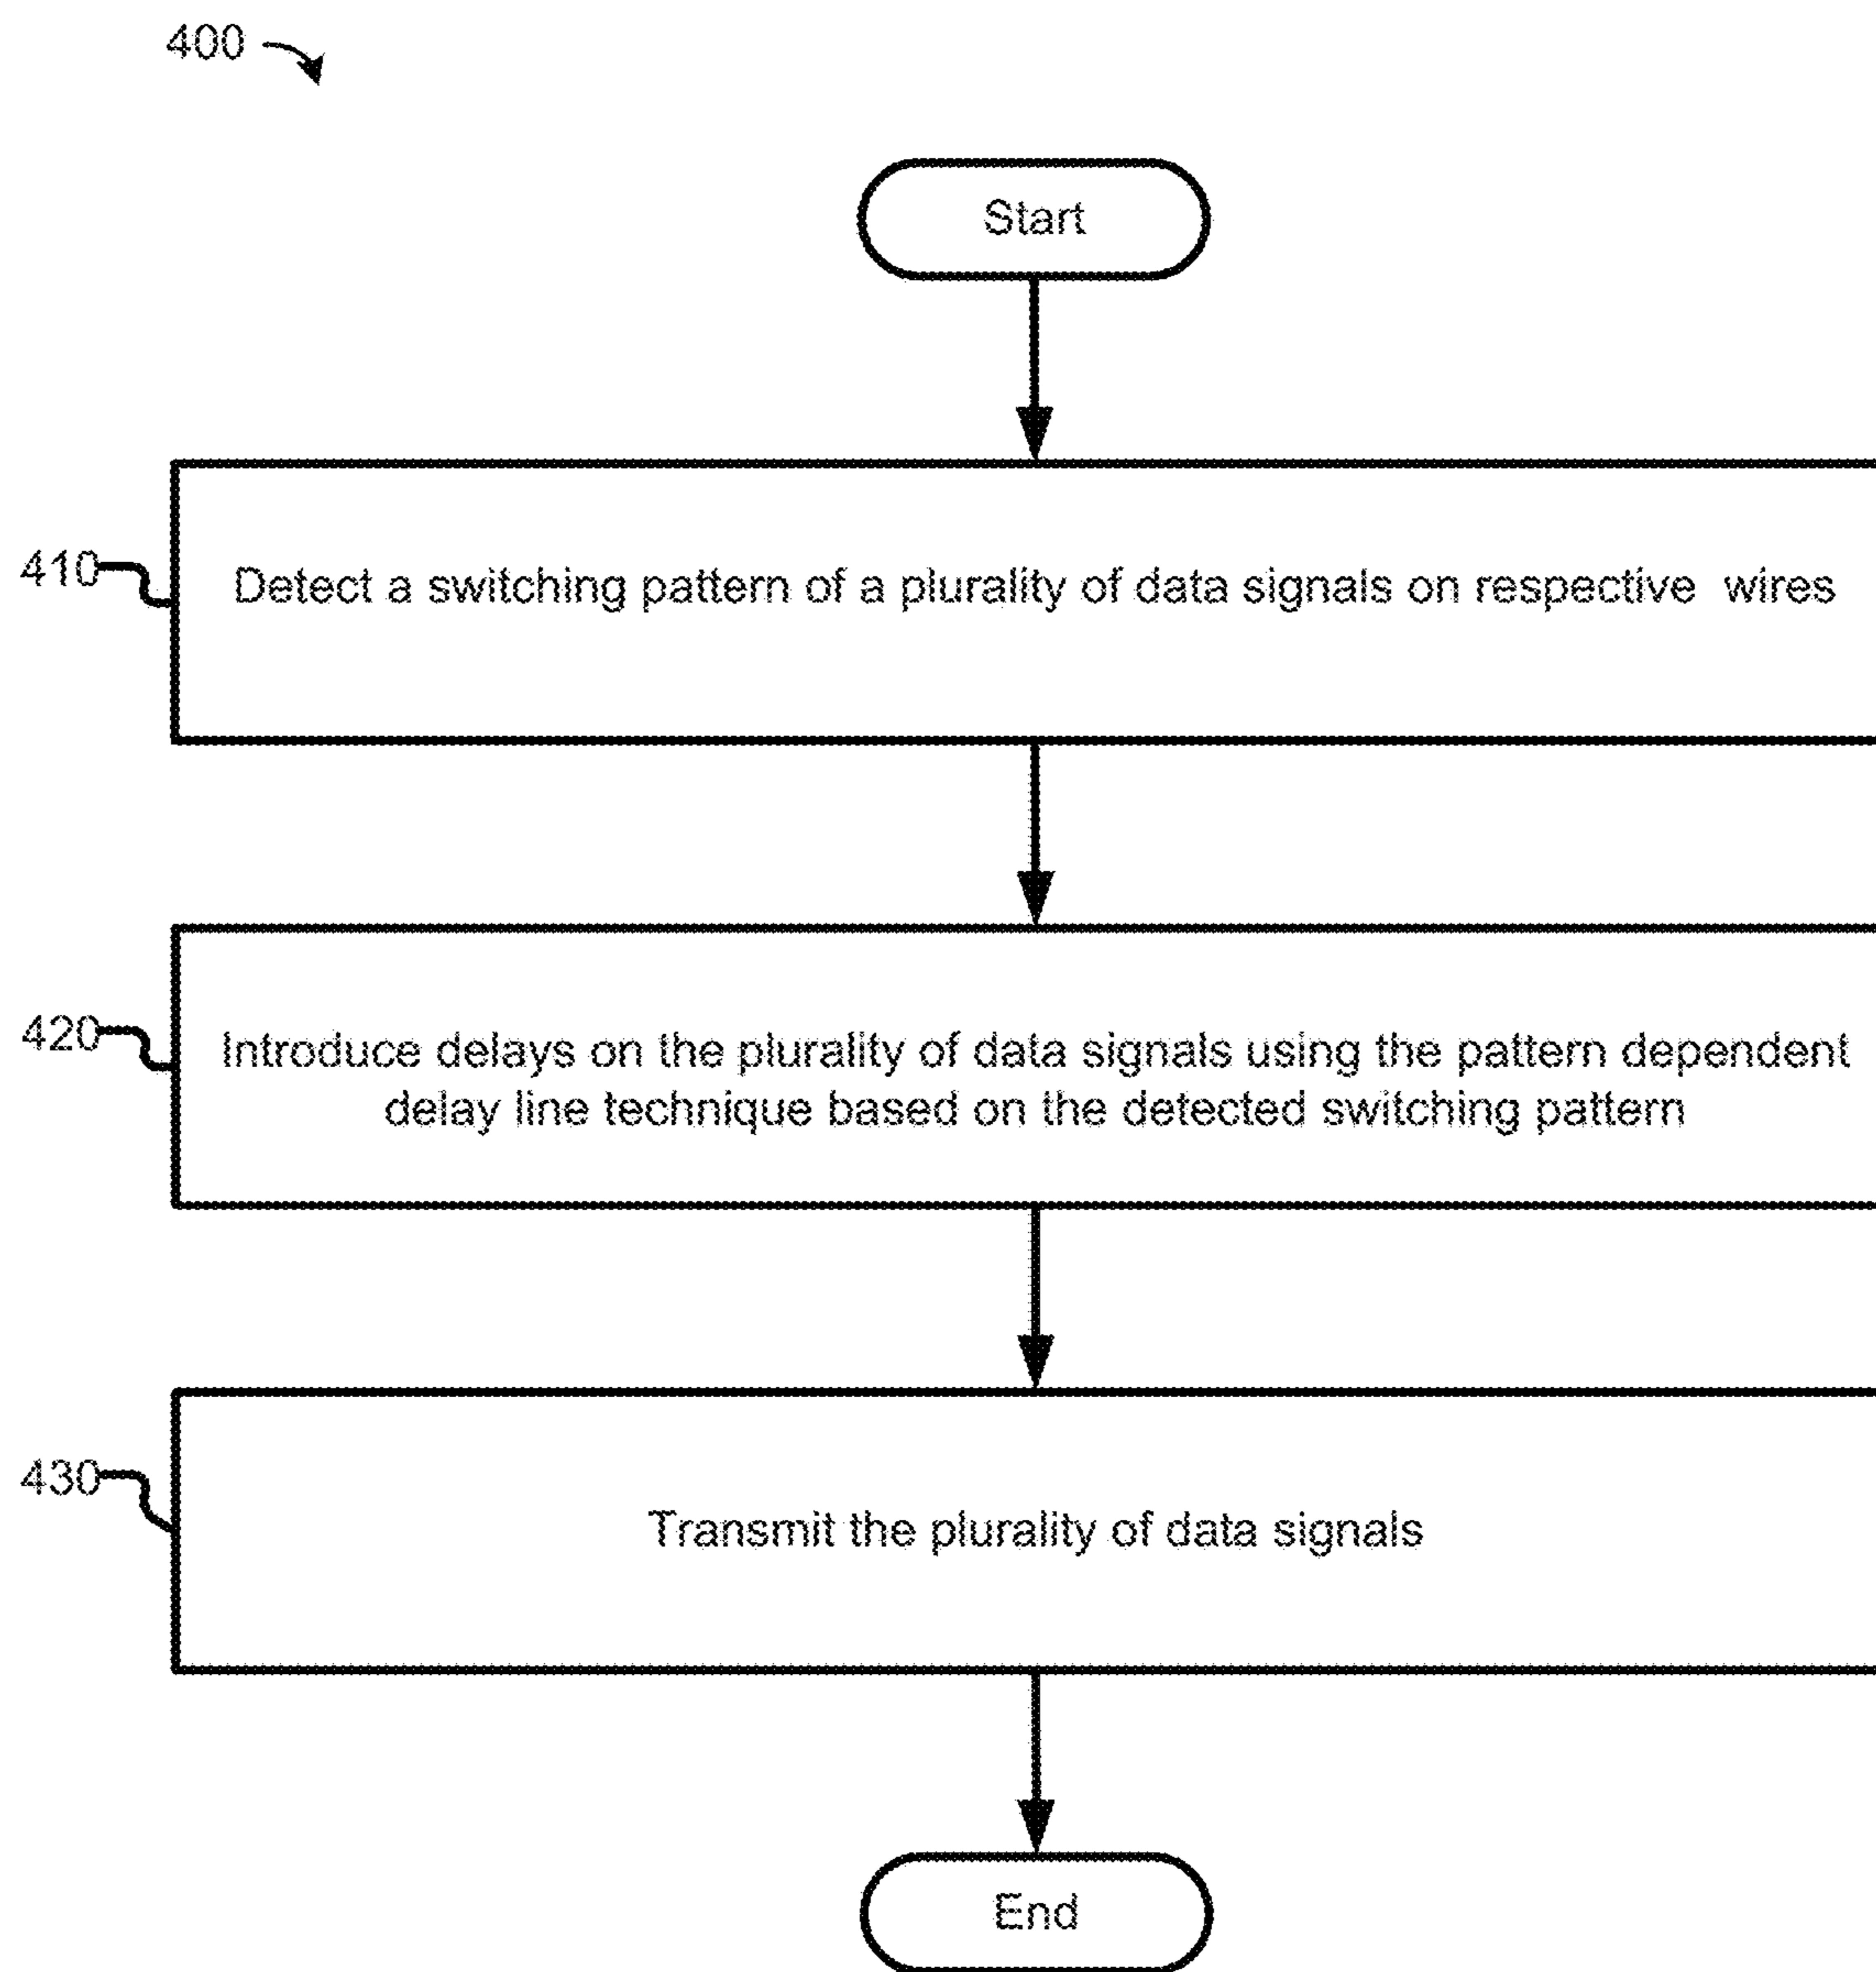 400
Start
410
Detect a switching pattern of a plurality of data signals on respective wires
420
Introduce delays on the plurality of data signals using the pattern dependent
delay line technique based on the detected switching pattern
430
Transmit the plurality of data signals
End